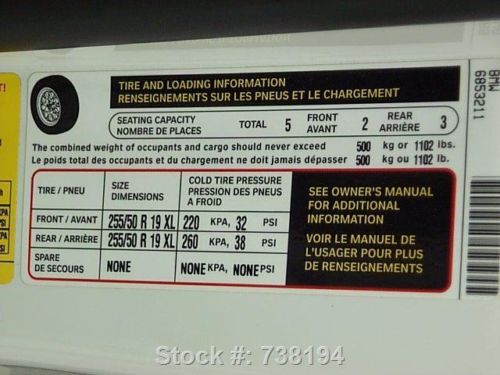 TIRE AND LOADING INFORMATION
RENSEIGNEMENTS SUR LES PNEUS ET LE CHARGEMENT
SEATING CAPACITY
NOMBRE DE PLACES
TOTAL 5 FRONT AVANT 2 REAR ARRIÈRE 3
The combined weight of occupants and cargo should never exceed 500 kg or 1102 lbs.
Le poids total des occupants et du chargement ne doit jamais dépasser 500 kg ou 1102 lb.
TIRE / PNEU
SIZE
DIMENSIONS
COLD TIRE PRESSURE
PRESSION DES PNEUS
A FROID
FRONT / AVANT 255/50 R 19 XL 220 KPA, 32 PSI
REAR / ARRIÈRE 255/50 R 19 XL 260 KPA, 38 PSI
SPARE
DE SECOURS
NONE NONE KPA, NONE PSI
SEE OWNER'S MANUAL
FOR ADDITIONAL
INFORMATION
VOIR LE MANUEL DE
L'USAGER POUR PLUS
DE RENSEIGNEMENTS
BMW
6853211
Stock #: 738194